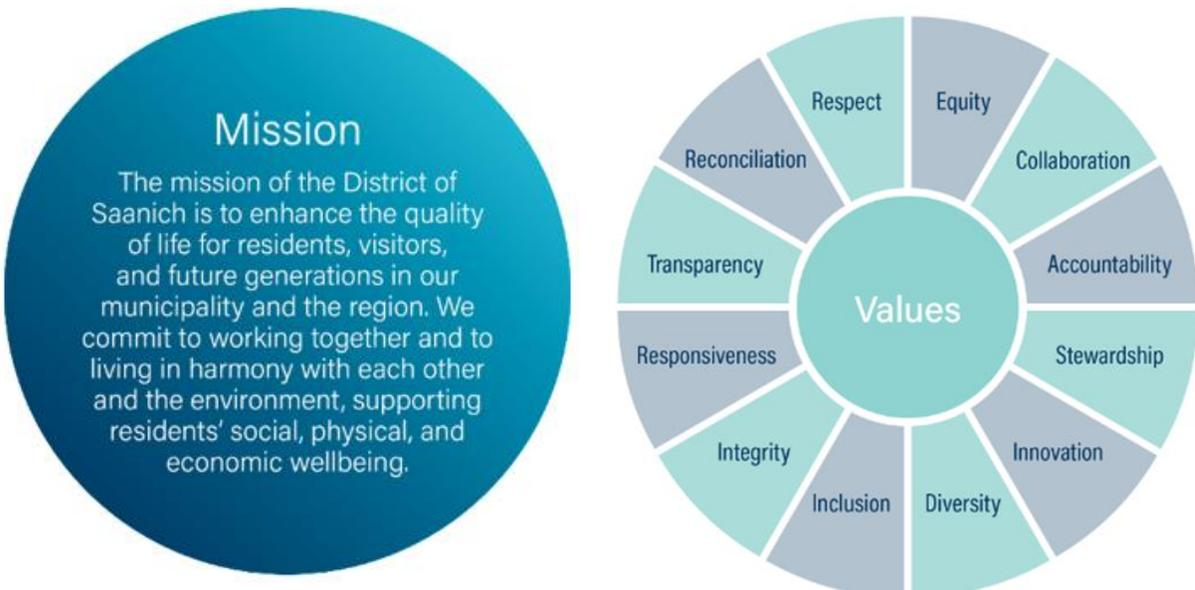 Mission
The mission of the District of
Saanich is to enhance the quality
of life for residents, visitors,
and future generations in our
municipality and the region. We
commit to working together and to
living in harmony with each other
and the environment, supporting
residents' social, physical, and
economic wellbeing.
Values
Respect
Equity
Collaboration
Accountability
Stewardship
Innovation
Diversity
Inclusion
Integrity
Responsiveness
Transparency
Reconciliation